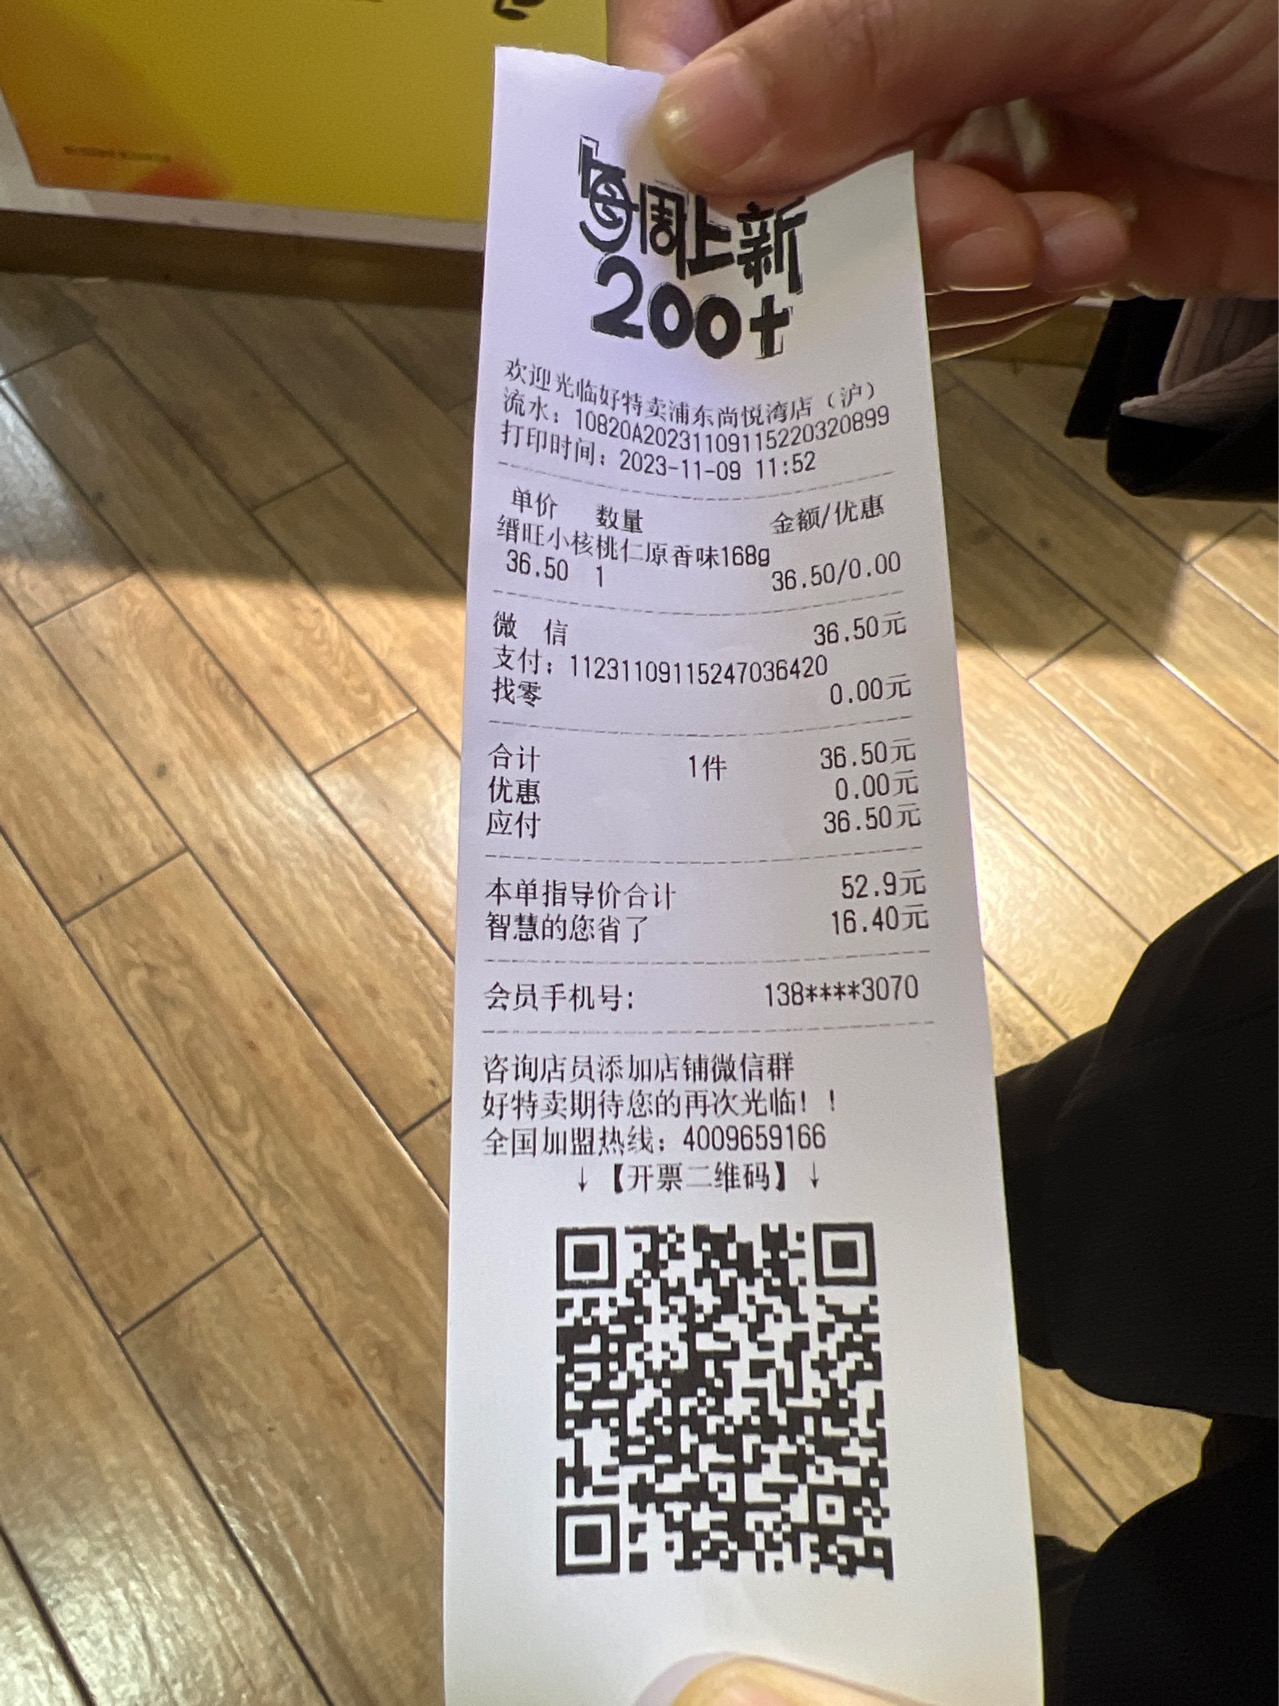 每周上新
200+
欢迎光临好特卖浦东尚悦湾店（沪）
流水：10820A202311091152203208​99
打印时间：2023-11-09 11:52
单价 数量 金额/优惠
缙旺小核桃仁原香味168g
36.50 1 36.50/0.00
微 信 36.50元
支付：11231109115247036420
找零 0.00元
合计 1件 36.50元
优惠 0.00元
应付 36.50元
本单指导价合计 52.9元
智慧的您省了 16.40元
会员手机号: 138****3070
咨询店员添加店铺微信群
好特卖期待您的再次光临！！
全国加盟热线：4009659166
↓【开票二维码】↓